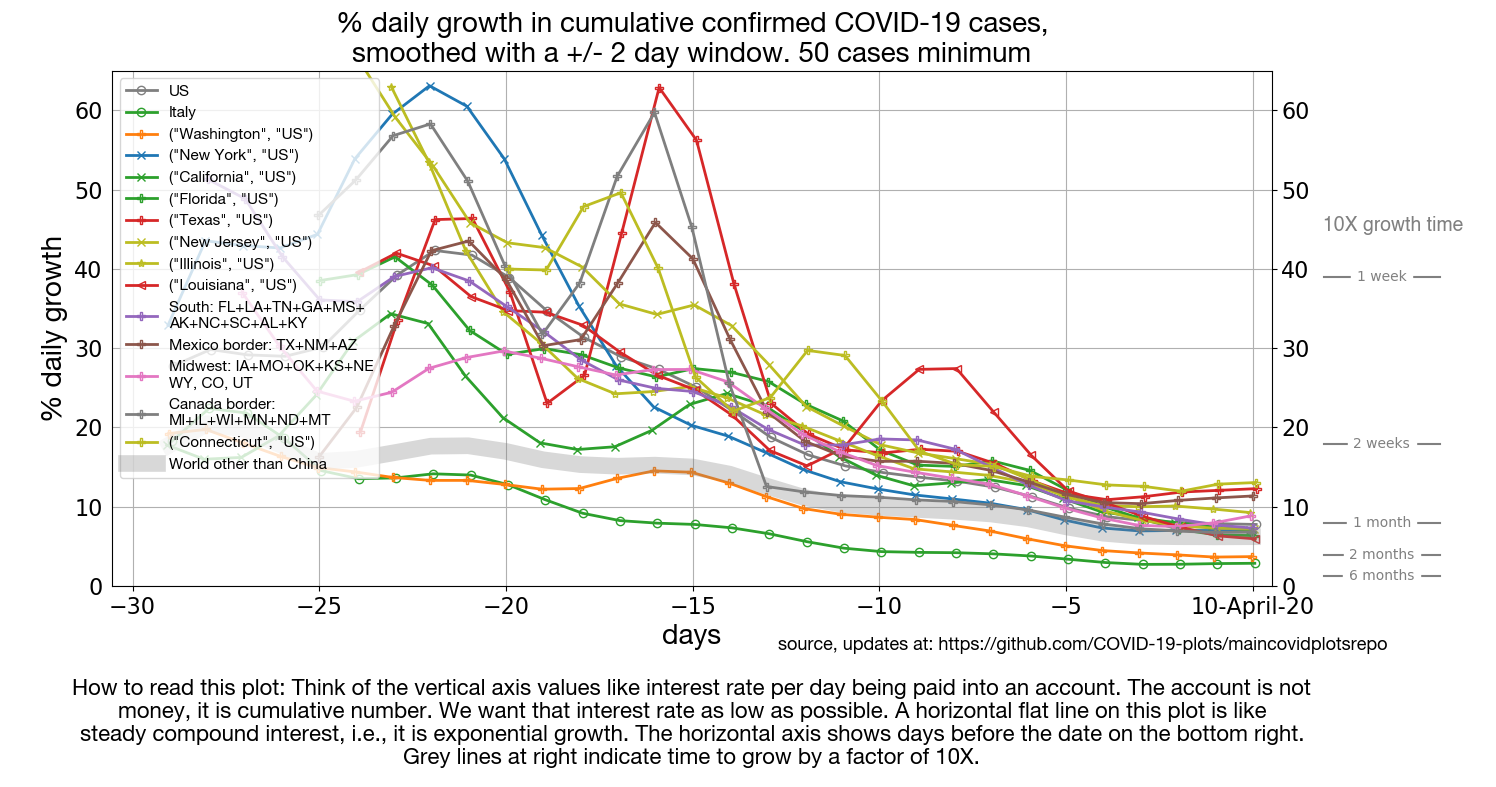 % daily growth in cumulative confirmed COVID-19 cases,
smoothed with a +/- 2 day window. 50 cases minimum
% daily growth
60
50
40
30
20
10
0
US
Italy
("Washington", "US")
("New York", "US")
("California", "US")
("Florida", "US")
("Texas", "US")
("New Jersey", "US")
("Illinois", "US")
("Louisiana", "US")
South: FL+LA+TN+GA+MS+
AK+NC+SC+AL+KY
Mexico border: TX+NM+AZ
Midwest: IA+MO+OK+KS+NE
WY, CO, UT
Canada border:
MI+IL+WI+MN+ND+MT
("Connecticut", "US")
World other than China
60
50
40
30
20
10
0
10X growth time
1 week
2 weeks
1 month
2 months
6 months
−30
−25
−20
−15
−10
−5
10-April-20
days
source, updates at: https://github.com/COVID-19-plots/maincovidplotsrepo
How to read this plot: Think of the vertical axis values like interest rate per day being paid into an account. The account is not
money, it is cumulative number. We want that interest rate as low as possible. A horizontal flat line on this plot is like
steady compound interest, i.e., it is exponential growth. The horizontal axis shows days before the date on the bottom right.
Grey lines at right indicate time to grow by a factor of 10X.